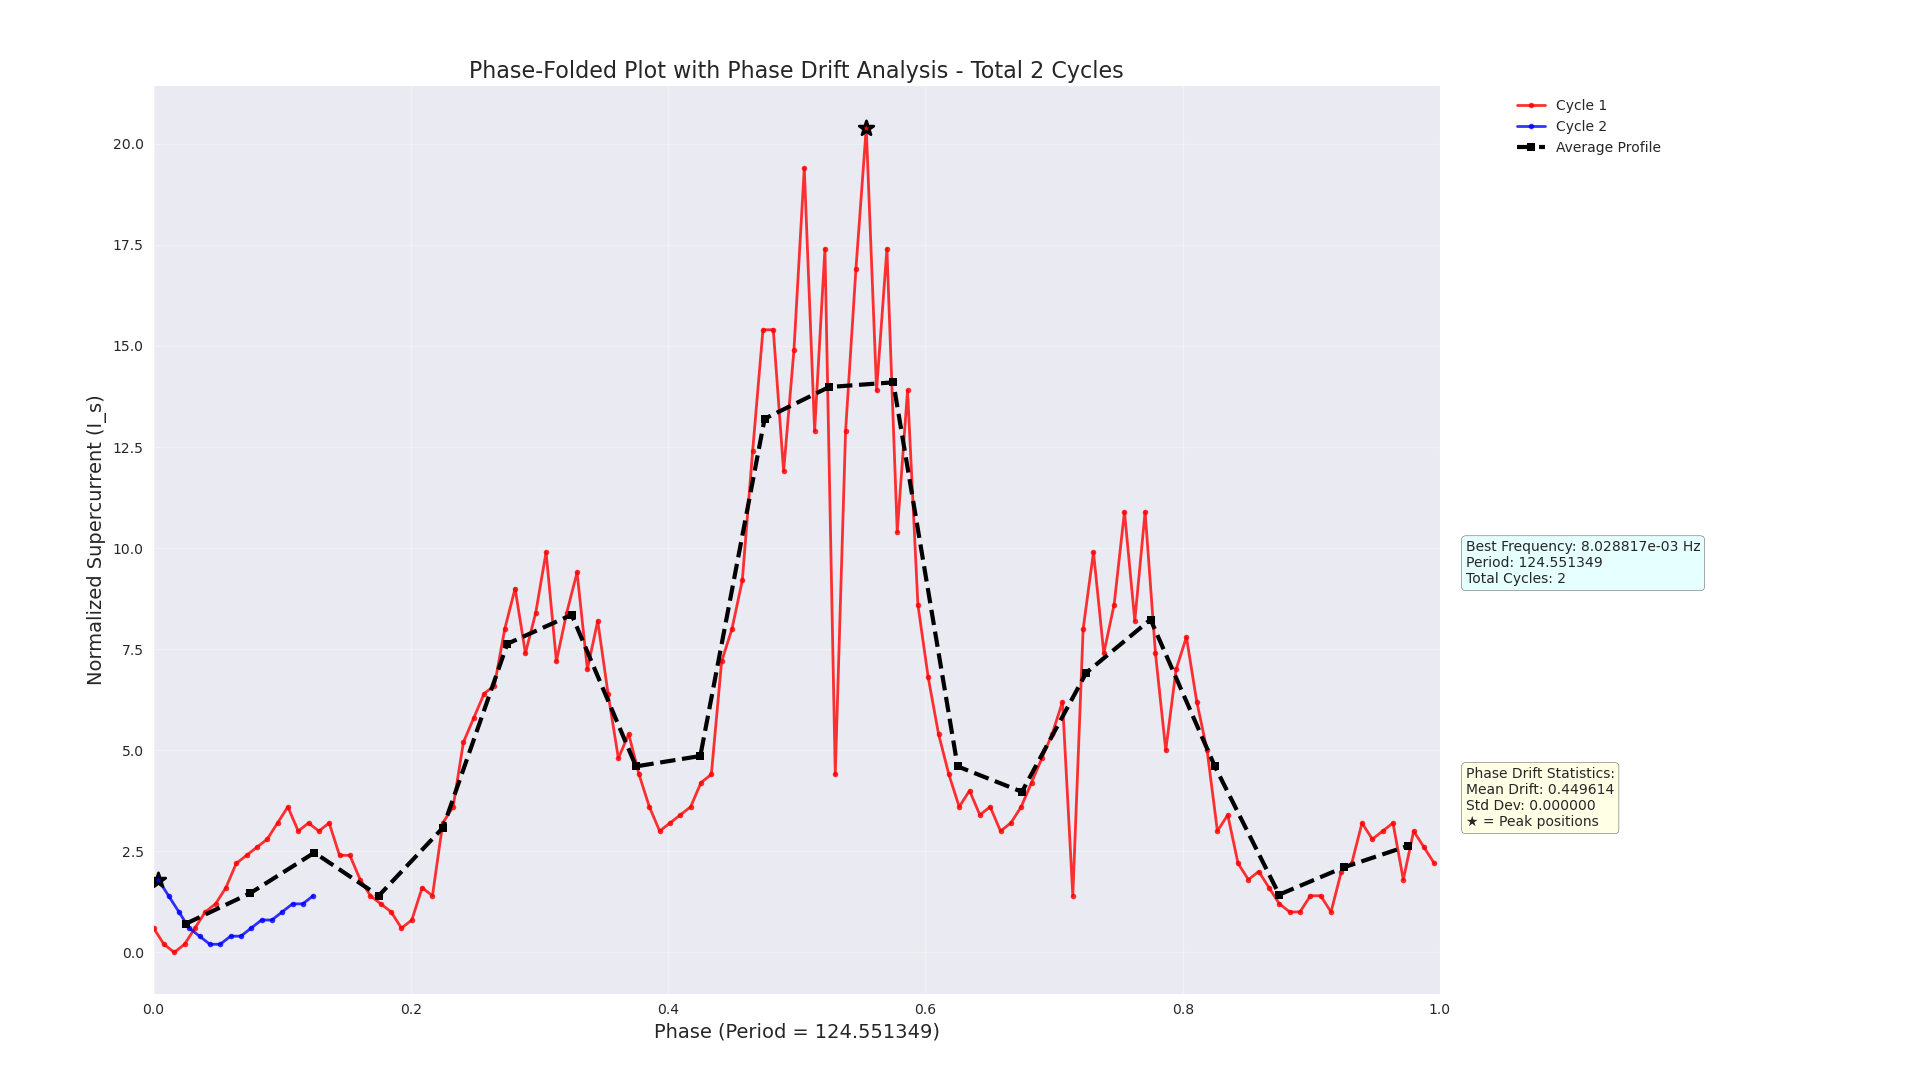 Phase-Folded Plot with Phase Drift Analysis - Total 2 Cycles
Cycle 1
Cycle 2
Average Profile
20.0
17.5
15.0
12.5
10.0
7.5
5.0
2.5
0.0
Normalized Supercurrent (I_s)
Best Frequency: 8.028817e-03 Hz
Period: 124.551349
Total Cycles: 2
Phase Drift Statistics:
Mean Drift: 0.449614
Std Dev: 0.000000
★ = Peak positions
0.0
0.2
0.4
0.6
0.8
1.0
Phase (Period = 124.551349)